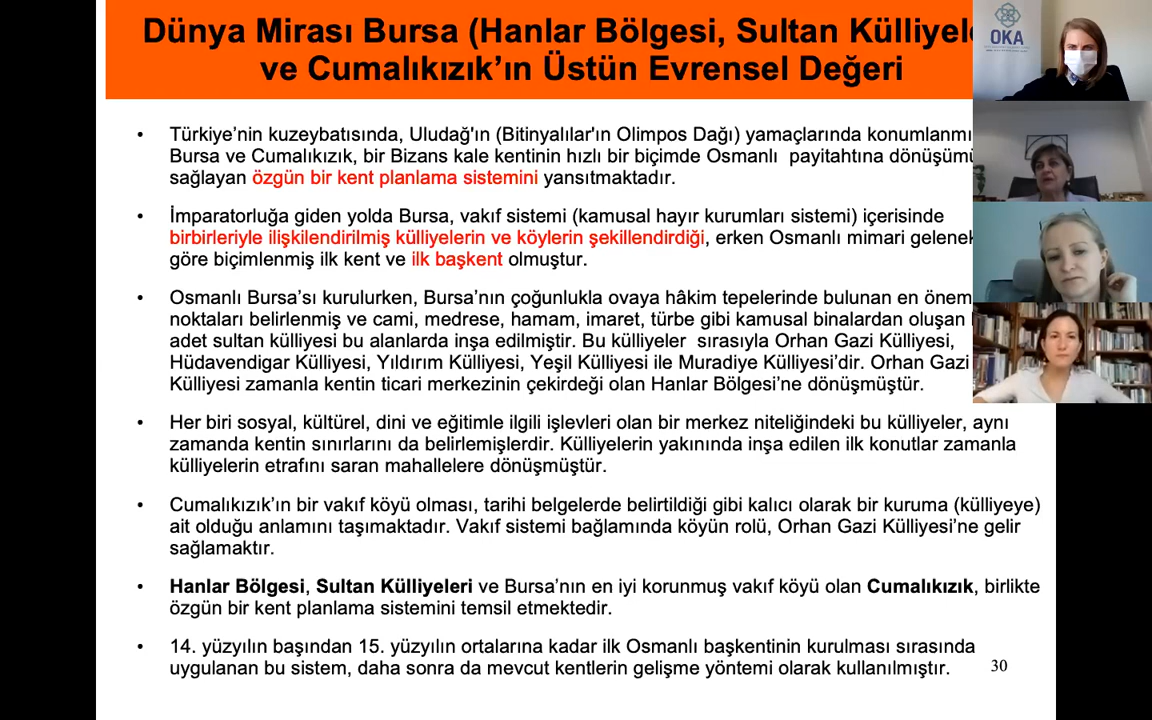 Dünya Mirası Bursa (Hanlar Bölgesi, Sultan
ve Cumalıkızık'ın Üstün Evrensel Değeri
• Türkiye'nin kuzeybatısında, Uludağ'ın (Bitinyalılar'ın Olimpos Dağı) yamaçlarında
Bursa ve Cumalıkızık, bir Bizans kale kentinin hızlı bir biçimde Osmanlı payitahtına
sağlayan özgün bir kent planlama sistemini yansıtmaktadır.
• İmparatorluğa giden yolda Bursa, vakıf sistemi (kamusal hayır kurumları sistemi) içerisinde
birbirleriyle ilişkilendirilmiş külliyelerin ve köylerin şekillendirdiği, erken Osmanlı mimari
göre biçimlenmiş ilk kent ve ilk başkent olmuştur.
• Osmanlı Bursa'sı kurulurken, Bursa'nın çoğunlukla ovaya hâkim tepelerinde bulunan en
noktaları belirlenmiş ve cami, medrese, hamam, imaret, türbe gibi kamusal binalardan oluşan
adet sultan külliyesi bu alanlarda inşa edilmiştir. Bu külliyeler sırasıyla Orhan Gazi Külliyesi,
Hüdavendigar Külliyesi, Yıldırım Külliyesi, Yeşil Külliyesi ile Muradiye Külliyesi'dir. Orhan Gazi
Külliyesi zamanla kentin ticari merkezinin çekirdeği olan Hanlar Bölgesi'ne dönüşmüştür.
• Her biri sosyal, kültürel, dini ve eğitimle ilgili işlevleri olan bir merkez niteliğindeki bu külliyeler, aynı
zamanda kentin sınırlarını da belirlemişlerdir. Külliyelerin yakınında inşa edilen ilk konutlar zamanla
külliyelerin etrafını saran mahallelere dönüşmüştür.
• Cumalıkızık'ın bir vakıf köyü olması, tarihi belgelerde belirtildiği gibi kalıcı olarak bir kuruma (külliyeye)
ait olduğu anlamını taşımaktadır. Vakıf sistemi bağlamında köyün rolü, Orhan Gazi Külliyesi'ne gelir
sağlamaktır.
• Hanlar Bölgesi, Sultan Külliyeleri ve Bursa'nın en iyi korunmuş vakıf köyü olan Cumalıkızık, birlikte
özgün bir kent planlama sistemini temsil etmektedir.
• 14. yüzyılın başından 15. yüzyılın ortalarına kadar ilk Osmanlı başkentinin kurulması sırasında
uygulanan bu sistem, daha sonra da mevcut kentlerin gelişme yöntemi olarak kullanılmıştır.
30
OKA